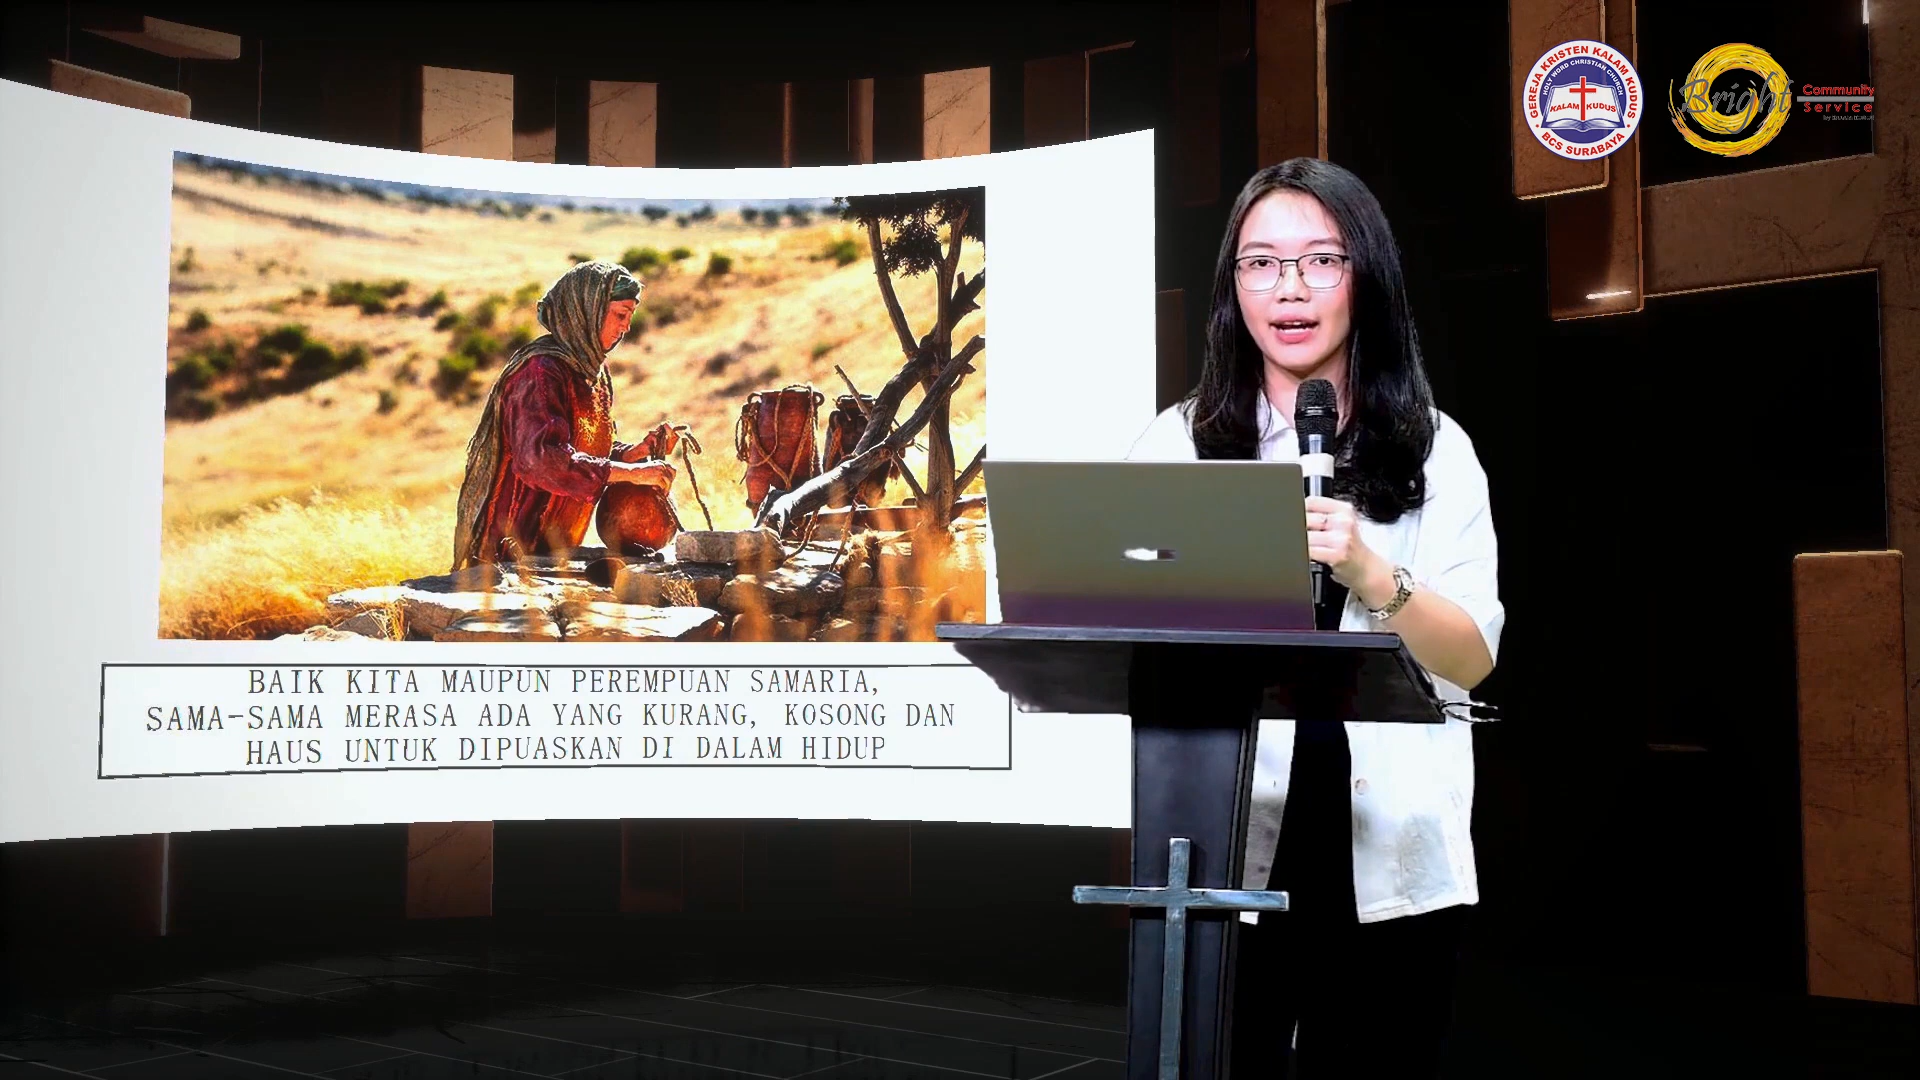 GEREJA KRISTEN KALAM KUDUS
HOLY WORD CHRISTIAN CHURCH
KALAM KUDUS
BCS SURABAYA
Bright
Community
Service
BAIK KITA MAUPUN PEREMPUAN SAMARIA,
SAMA-SAMA MERASA ADA YANG KURANG, KOSONG DAN
HAUS UNTUK DIPUASKAN DI DALAM HIDUP